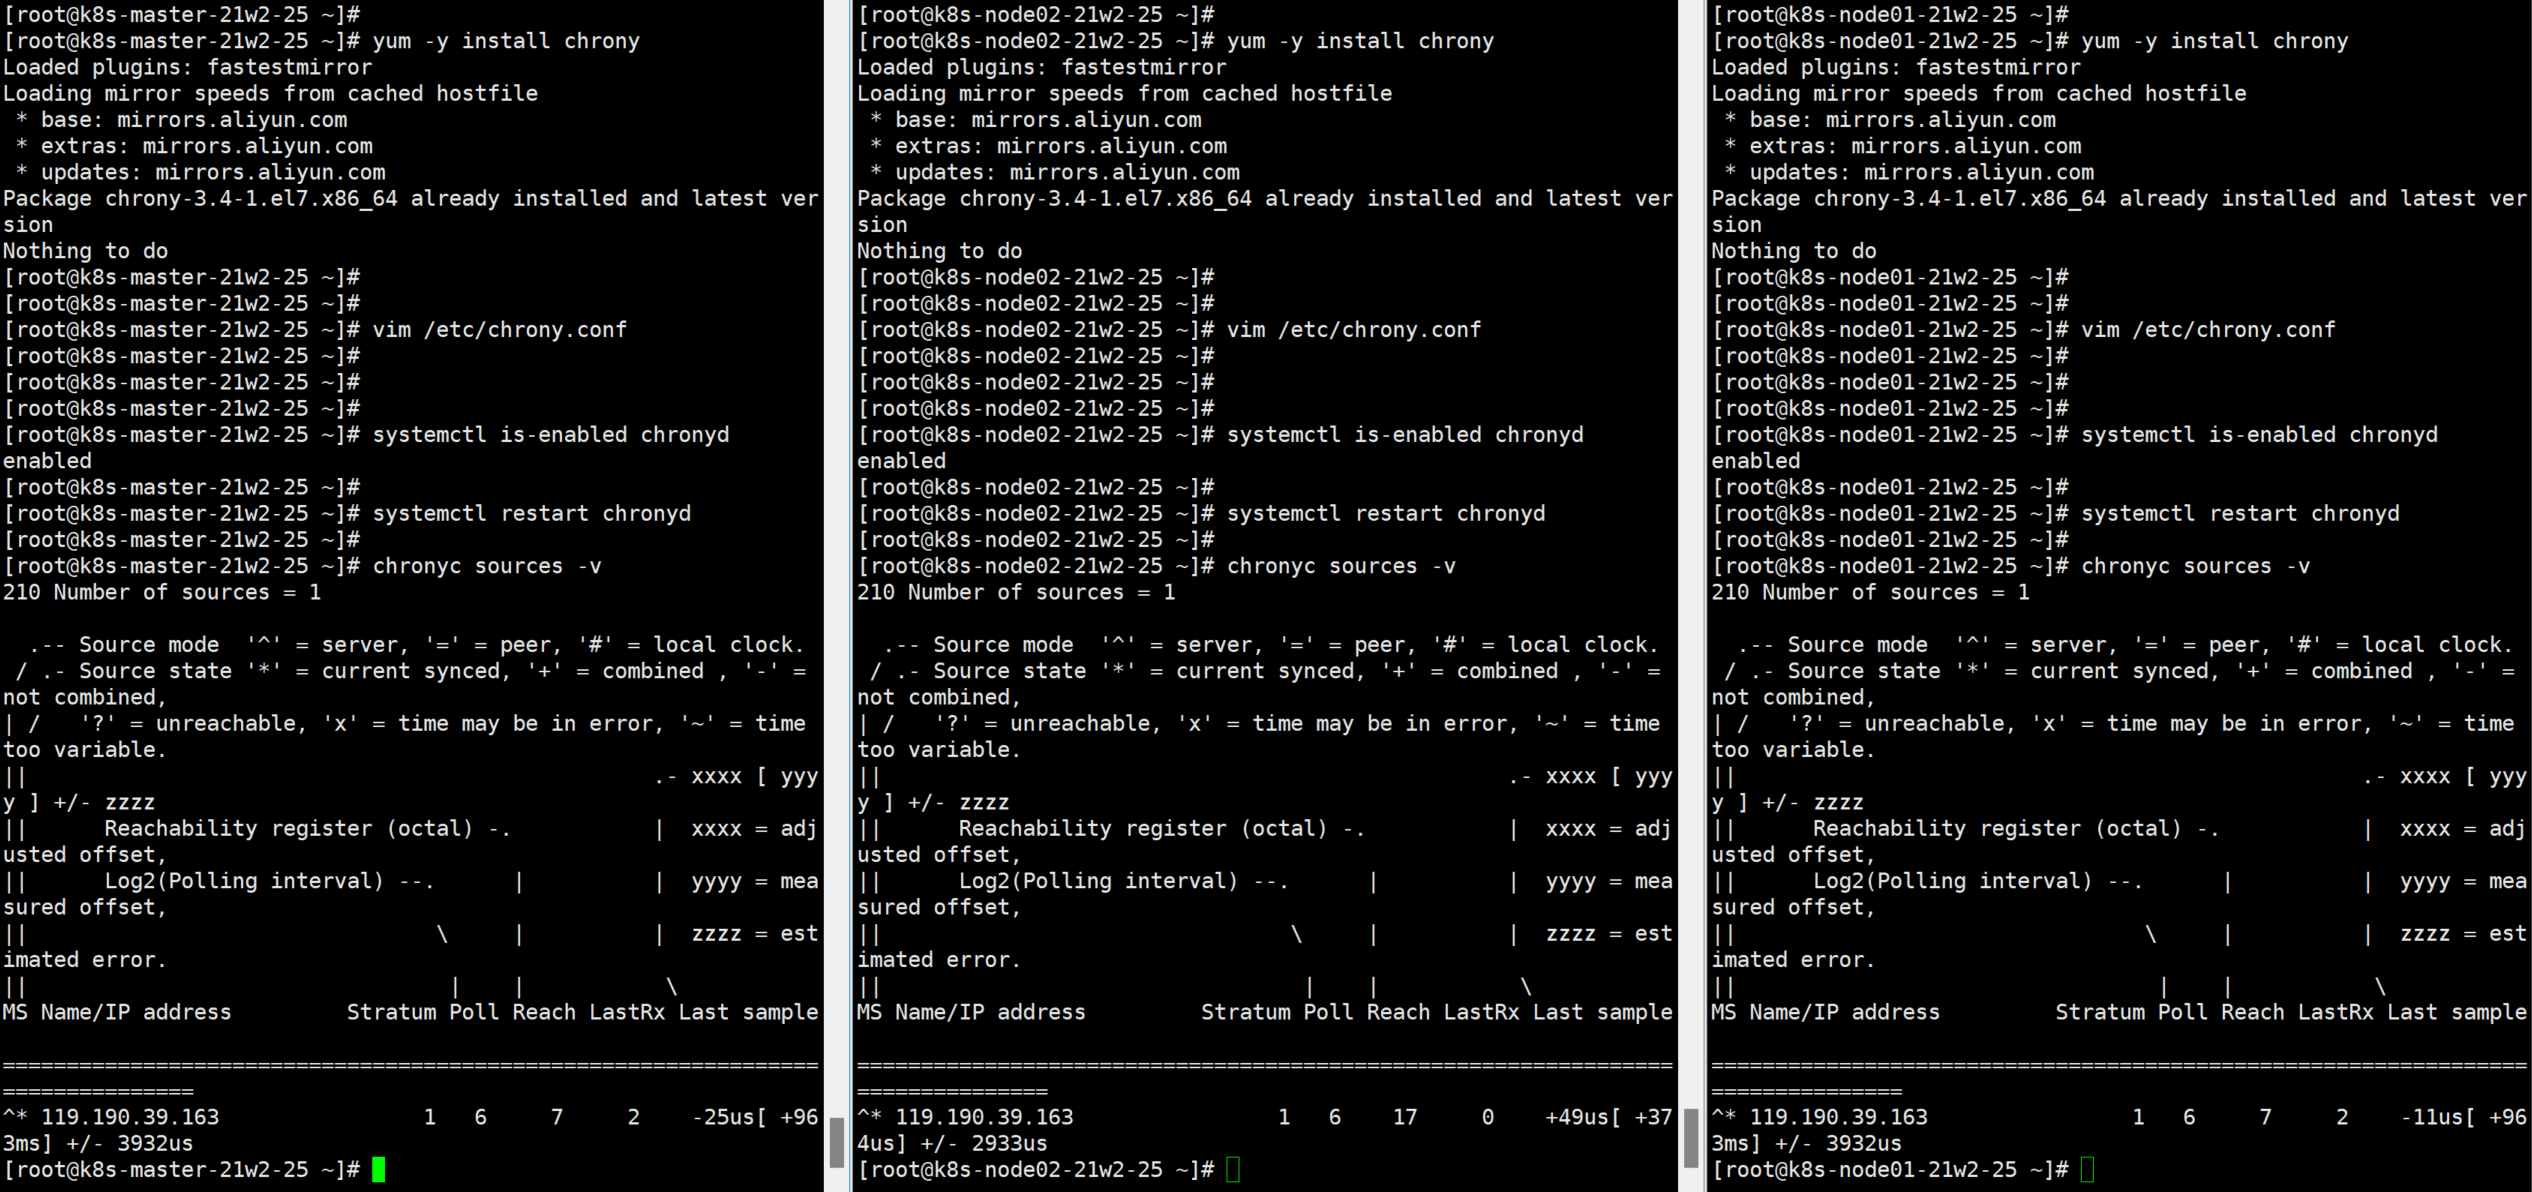 [root@k8s-master-21w2-25 ~]#
[root@k8s-master-21w2-25 ~]# yum -y install chrony
Loaded plugins: fastestmirror
Loading mirror speeds from cached hostfile
 * base: mirrors.aliyun.com
 * extras: mirrors.aliyun.com
 * updates: mirrors.aliyun.com
Package chrony-3.4-1.el7.x86_64 already installed and latest ver
sion
Nothing to do
[root@k8s-master-21w2-25 ~]#
[root@k8s-master-21w2-25 ~]#
[root@k8s-master-21w2-25 ~]# vim /etc/chrony.conf
[root@k8s-master-21w2-25 ~]#
[root@k8s-master-21w2-25 ~]#
[root@k8s-master-21w2-25 ~]#
[root@k8s-master-21w2-25 ~]# systemctl is-enabled chronyd
enabled
[root@k8s-master-21w2-25 ~]#
[root@k8s-master-21w2-25 ~]# systemctl restart chronyd
[root@k8s-master-21w2-25 ~]#
[root@k8s-master-21w2-25 ~]# chronyc sources -v
210 Number of sources = 1

  .-- Source mode  '^' = server, '=' = peer, '#' = local clock.
 / .- Source state '*' = current synced, '+' = combined , '-' =
not combined,
| /   '?' = unreachable, 'x' = time may be in error, '~' = time
too variable.
||                                                 .- xxxx [ yyy
y ] +/- zzzz
||      Reachability register (octal) -.           |  xxxx = adj
usted offset,
||      Log2(Polling interval) --.      |          |  yyyy = mea
sured offset,
||                                \     |          |  zzzz = est
imated error.
||                                 |    |           \
MS Name/IP address         Stratum Poll Reach LastRx Last sample

================================================================
===============
^* 119.190.39.163                1   6     7     2    -25us[ +96
3ms] +/- 3932us
[root@k8s-master-21w2-25 ~]#
[root@k8s-node02-21w2-25 ~]#
[root@k8s-node02-21w2-25 ~]# yum -y install chrony
Loaded plugins: fastestmirror
Loading mirror speeds from cached hostfile
 * base: mirrors.aliyun.com
 * extras: mirrors.aliyun.com
 * updates: mirrors.aliyun.com
Package chrony-3.4-1.el7.x86_64 already installed and latest ver
sion
Nothing to do
[root@k8s-node02-21w2-25 ~]#
[root@k8s-node02-21w2-25 ~]#
[root@k8s-node02-21w2-25 ~]# vim /etc/chrony.conf
[root@k8s-node02-21w2-25 ~]#
[root@k8s-node02-21w2-25 ~]#
[root@k8s-node02-21w2-25 ~]#
[root@k8s-node02-21w2-25 ~]# systemctl is-enabled chronyd
enabled
[root@k8s-node02-21w2-25 ~]#
[root@k8s-node02-21w2-25 ~]# systemctl restart chronyd
[root@k8s-node02-21w2-25 ~]#
[root@k8s-node02-21w2-25 ~]# chronyc sources -v
210 Number of sources = 1

  .-- Source mode  '^' = server, '=' = peer, '#' = local clock.
 / .- Source state '*' = current synced, '+' = combined , '-' =
not combined,
| /   '?' = unreachable, 'x' = time may be in error, '~' = time
too variable.
||                                                 .- xxxx [ yyy
y ] +/- zzzz
||      Reachability register (octal) -.           |  xxxx = adj
usted offset,
||      Log2(Polling interval) --.      |          |  yyyy = mea
sured offset,
||                                \     |          |  zzzz = est
imated error.
||                                 |    |           \
MS Name/IP address         Stratum Poll Reach LastRx Last sample

================================================================
===============
^* 119.190.39.163                1   6    17     0    +49us[ +37
4us] +/- 2933us
[root@k8s-node02-21w2-25 ~]#
[root@k8s-node01-21w2-25 ~]#
[root@k8s-node01-21w2-25 ~]# yum -y install chrony
Loaded plugins: fastestmirror
Loading mirror speeds from cached hostfile
 * base: mirrors.aliyun.com
 * extras: mirrors.aliyun.com
 * updates: mirrors.aliyun.com
Package chrony-3.4-1.el7.x86_64 already installed and latest ver
sion
Nothing to do
[root@k8s-node01-21w2-25 ~]#
[root@k8s-node01-21w2-25 ~]#
[root@k8s-node01-21w2-25 ~]# vim /etc/chrony.conf
[root@k8s-node01-21w2-25 ~]#
[root@k8s-node01-21w2-25 ~]#
[root@k8s-node01-21w2-25 ~]#
[root@k8s-node01-21w2-25 ~]# systemctl is-enabled chronyd
enabled
[root@k8s-node01-21w2-25 ~]#
[root@k8s-node01-21w2-25 ~]# systemctl restart chronyd
[root@k8s-node01-21w2-25 ~]#
[root@k8s-node01-21w2-25 ~]# chronyc sources -v
210 Number of sources = 1

  .-- Source mode  '^' = server, '=' = peer, '#' = local clock.
 / .- Source state '*' = current synced, '+' = combined , '-' =
not combined,
| /   '?' = unreachable, 'x' = time may be in error, '~' = time
too variable.
||                                                 .- xxxx [ yyy
y ] +/- zzzz
||      Reachability register (octal) -.           |  xxxx = adj
usted offset,
||      Log2(Polling interval) --.      |          |  yyyy = mea
sured offset,
||                                \     |          |  zzzz = est
imated error.
||                                 |    |           \
MS Name/IP address         Stratum Poll Reach LastRx Last sample

================================================================
===============
^* 119.190.39.163                1   6     7     2    -11us[ +96
3ms] +/- 3932us
[root@k8s-node01-21w2-25 ~]#